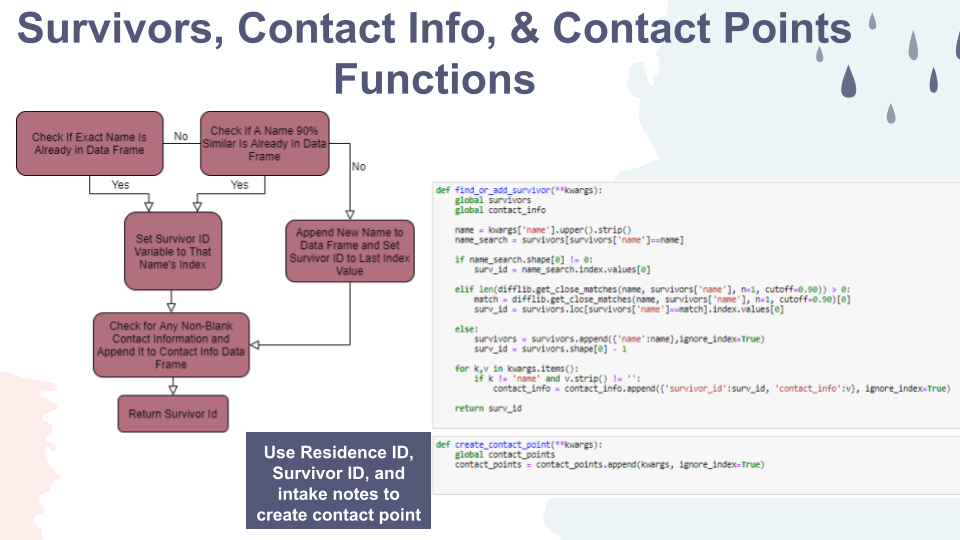 Survivors, Contact Info, & Contact Points
Functions
Check If Exact Name Is
Already in Data Frame
No
Check If A Name 90%
Similar Is Already In Data
Frame
No
Yes
Yes
Set Survivor ID
Variable to That
Name's Index
Append New Name to
Data Frame and Set
Survivor ID to Last Index
Value
Check for Any Non-Blank
Contact Information and
Append It to Contact Info Data
Frame
Return Survivor Id
Use Residence ID,
Survivor ID, and
intake notes to
create contact point
def find_or_add_survivor(**kwargs):
    global survivors
    global contact_info
    name = kwargs['name'].upper().strip()
    name_search = survivors[survivors['name']==name]
    if name_search.shape[0] != 0:
        surv_id = name_search.index.values[0]
    elif len(difflib.get_close_matches(name, survivors['name'], n=1, cutoff=0.90)) > 0:
        match = difflib.get_close_matches(name, survivors['name'], n=1, cutoff=0.90)[0]
        surv_id = survivors.loc[survivors['name']==match].index.values[0]
    else:
        survivors = survivors.append({'name':name},ignore_index=True)
        surv_id = survivors.shape[0] - 1
    for k,v in kwargs.items():
        if k != 'name' and v.strip() != '':
            contact_info = contact_info.append({'survivor_id':surv_id, 'contact_info':v}, ignore_index=True)
    return surv_id
def create_contact_point(**kwargs):
    global contact_points
    contact_points = contact_points.append(kwargs, ignore_index=True)